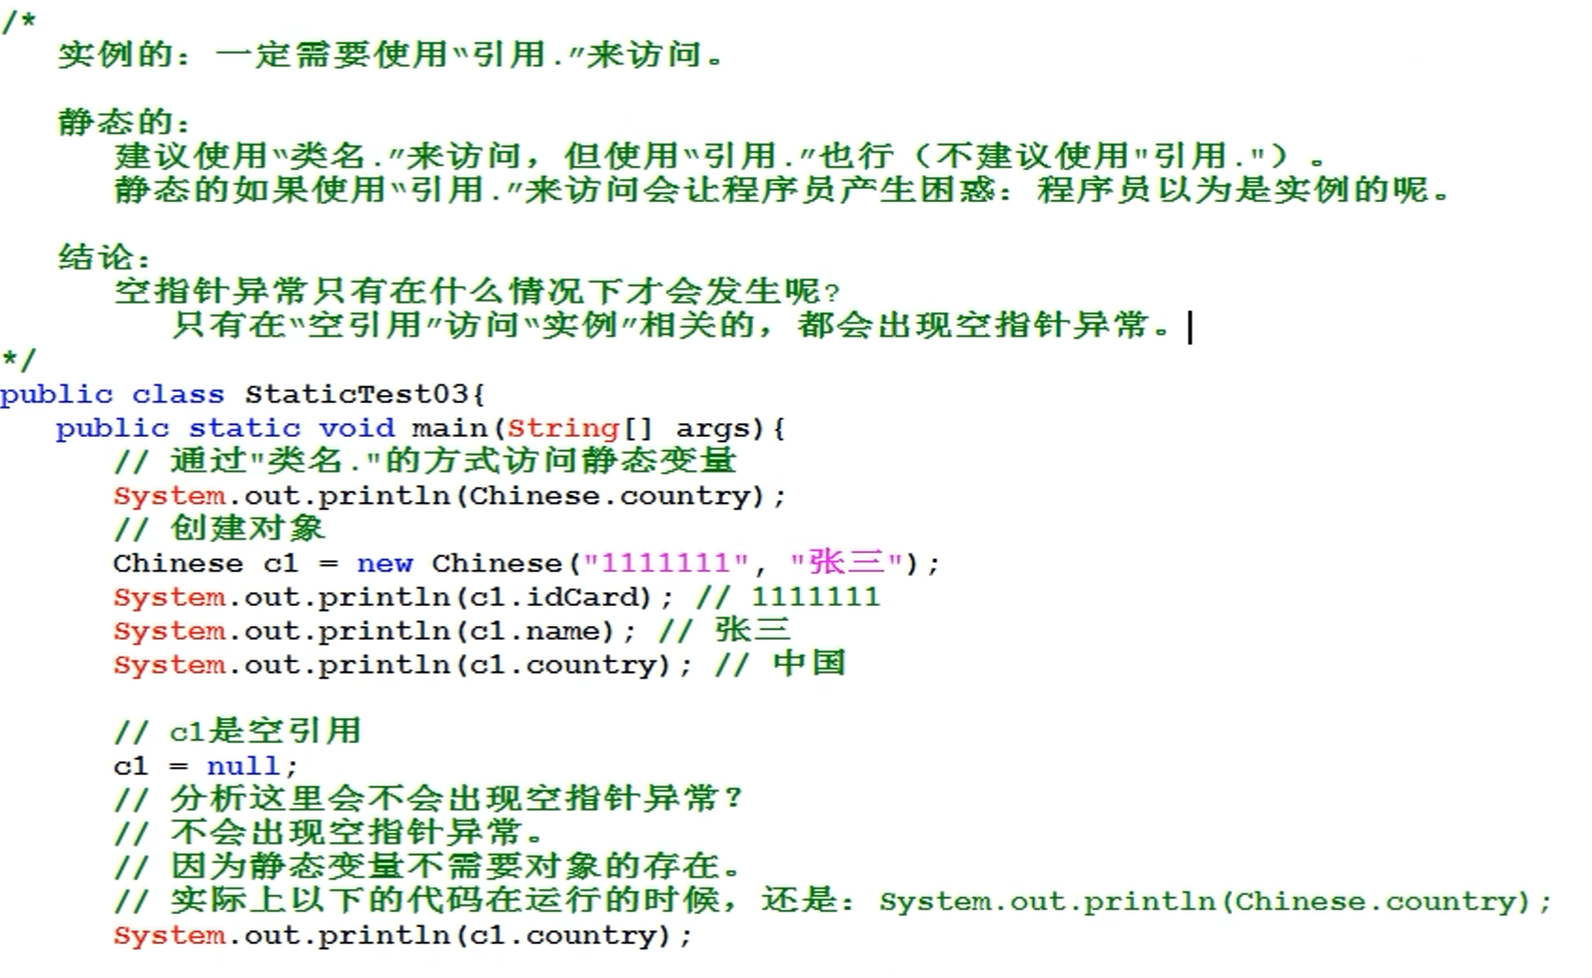 /*
实例的：一定需要使用“引用.”来访问。
静态的：
建议使用“类名.”来访问，但使用“引用.”也行（不建议使用"引用."）。
静态的如果使用“引用.”来访问会让程序员产生困惑：程序员以为是实例的呢。
结论：
空指针异常只有在什么情况下才会发生呢?
只有在“空引用”访问“实例”相关的，都会出现空指针异常。
*/
public class StaticTest03{
public static void main(String[] args){
// 通过"类名."的方式访问静态变量
System.out.println(Chinese.country);
// 创建对象
Chinese c1 = new Chinese("1111111", "张三");
System.out.println(c1.idCard); // 1111111
System.out.println(c1.name); // 张三
System.out.println(c1.country); // 中国
// c1是空引用
c1 = null;
// 分析这里会不会出现空指针异常？
// 不会出现空指针异常。
// 因为静态变量不需要对象的存在。
// 实际上以下的代码在运行的时候，还是：System.out.println(Chinese.country);
System.out.println(c1.country);